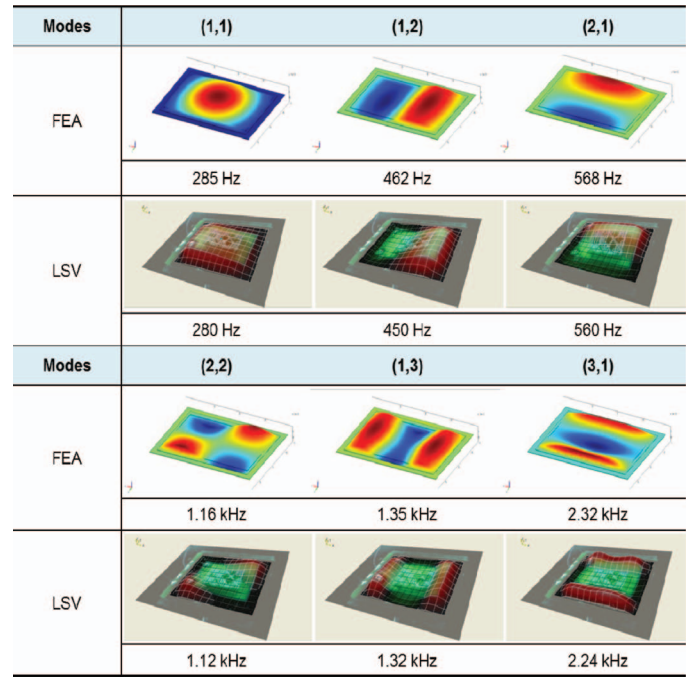 Modes (1,1) (1,2) (2,1)
FEA
285 Hz 462 Hz 568 Hz
LSV
280 Hz 450 Hz 560 Hz
Modes (2,2) (1,3) (3,1)
FEA
1.16 kHz 1.35 kHz 2.32 kHz
LSV
1.12 kHz 1.32 kHz 2.24 kHz